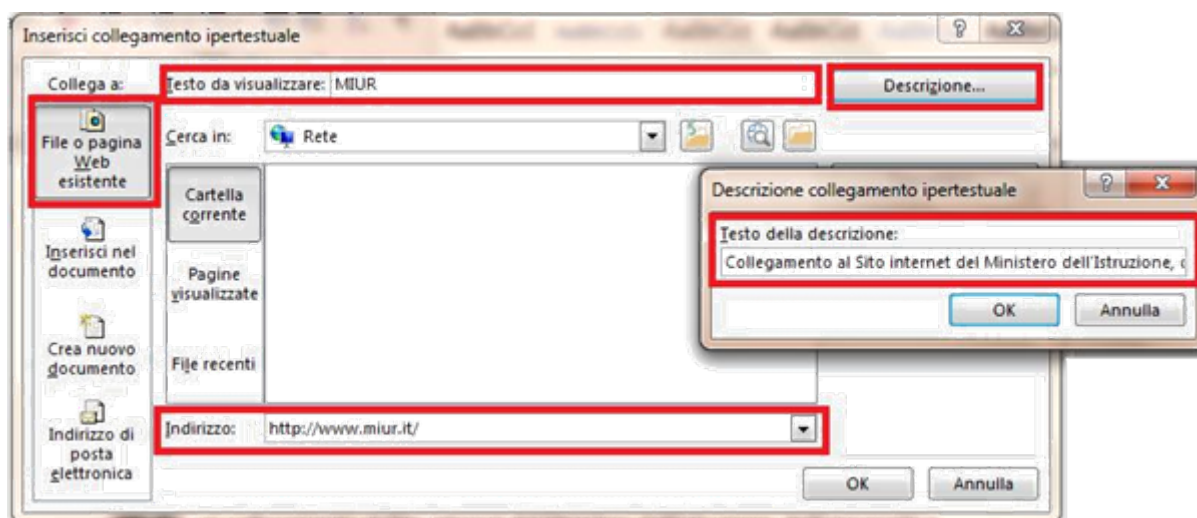 Inserisci collegamento ipertestuale
Collega a:
Testo da visualizzare: MIUR
Descrizione...
File o pagina
Web
esistente
Cerca in:
Rete
Cartella
corrente
Inserisci nel
documento
Pagine
visualizzate
Crea nuovo
documento
File recenti
Indirizzo di
posta
elettronica
Indirizzo: http://www.miur.it/
OK
Annulla
Descrizione collegamento ipertestuale
Testo della descrizione:
Collegamento al Sito internet del Ministero dell'Istruzione,
OK
Annulla